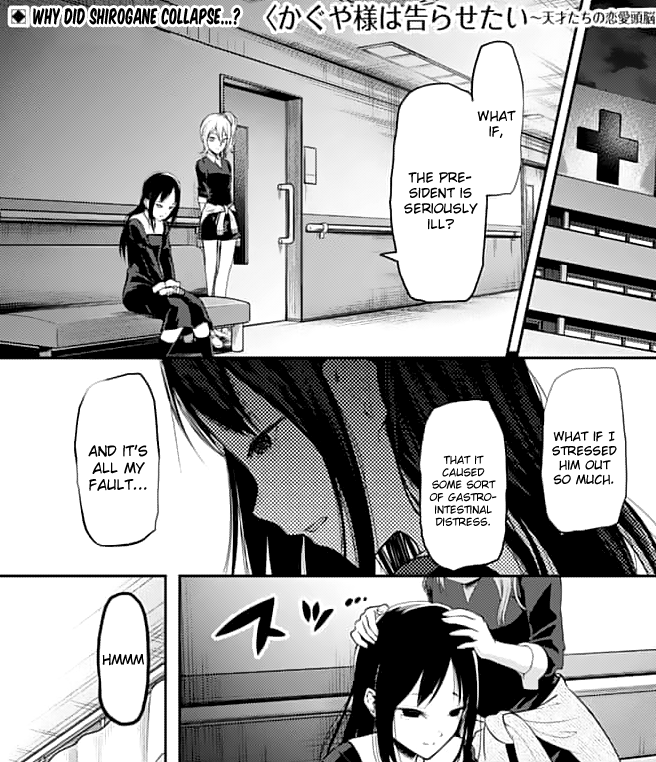 WHY DID SHIROGANE COLLAPSE...?
かぐや様は告らせたい~天才たちの恋愛頭脳
WHAT
IF,
THE PRE-
SIDENT IS
SERIOUSLY
ILL?
WHAT IF I
STRESSED
HIM OUT
SO MUCH.
THAT IT
CAUSED
SOME SORT
OF GASTRO-
INTESTINAL
DISTRESS.
AND IT'S
ALL MY
FAULT...
スッ...
HMMM